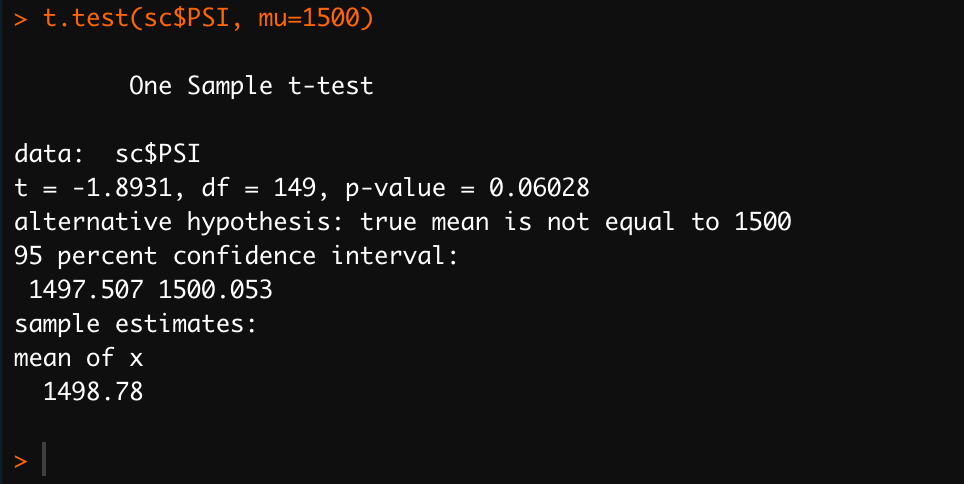 > t.test(sc$PSI, mu=1500)
One Sample t-test
data:  sc$PSI
t = -1.8931, df = 149, p-value = 0.06028
alternative hypothesis: true mean is not equal to 1500
95 percent confidence interval:
1497.507 1500.053
sample estimates:
mean of x
1498.78
>